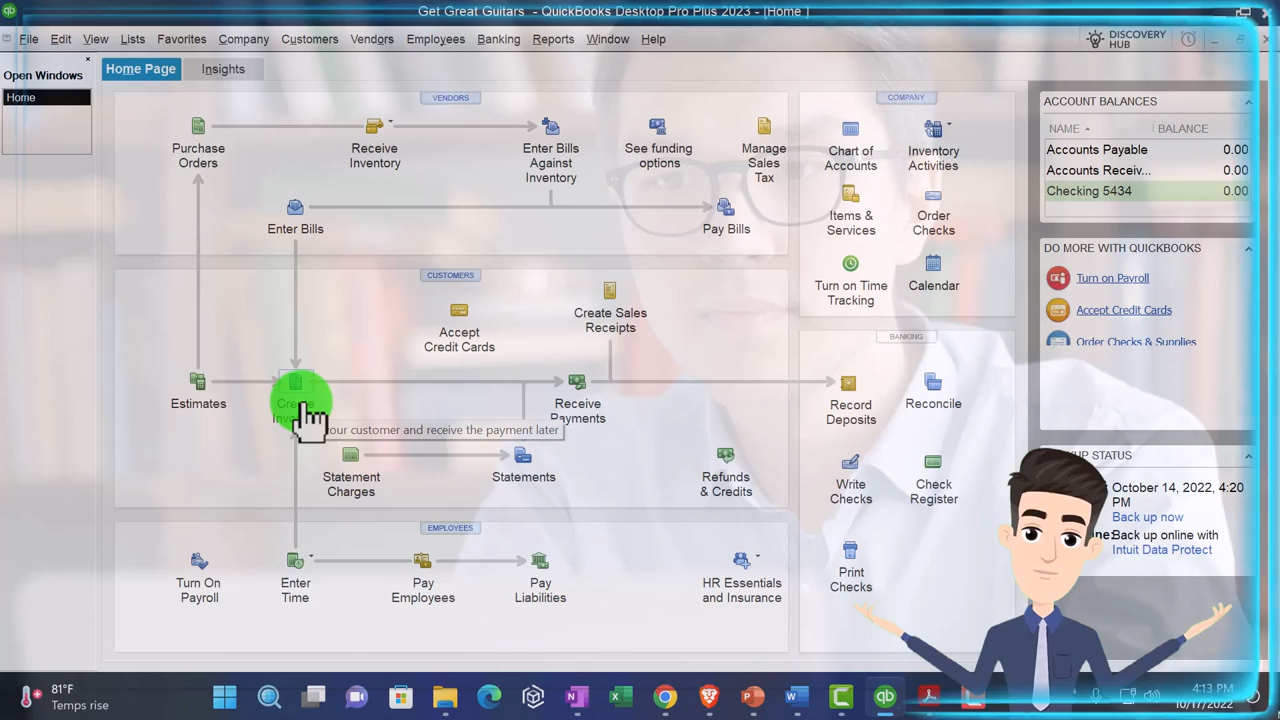 Get Great Guitars - QuickBooks Desktop Pro Plus 2023 - [Home ]
File Edit View Lists Favorites Company Customers Vendors Employees Banking Reports Window Help
DISCOVERY
HUB
Open Windows
Home
Home Page
Insights
VENDORS
Purchase
Orders
Receive
Inventory
Enter Bills
Against
Inventory
See funding
options
Manage
Sales
Tax
Enter Bills
Pay Bills
CUSTOMERS
Accept
Credit Cards
Create Sales
Receipts
Estimates
Create
Receive
Payments
our customer and receive the payment later
Statement
Charges
Statements
Refunds
& Credits
EMPLOYEES
Turn On
Payroll
Enter
Time
Pay
Employees
Pay
Liabilities
HR Essentials
and Insurance
COMPANY
Chart of
Accounts
Inventory
Activities
Items &
Services
Order
Checks
Turn on Time
Tracking
Calendar
BANKING
Record
Deposits
Reconcile
Write
Checks
Check
Register
Print
Checks
ACCOUNT BALANCES
NAME BALANCE
Accounts Payable 0.00
Accounts Receiv... 0.00
Checking 5434 0.00
DO MORE WITH QUICKBOOKS
Turn on Payroll
Accept Credit Cards
Order Checks & Supplies
STATUS
October 14, 2022, 4:20
PM
Back up now
Back up online with
Intuit Data Protect
81°F
Temps rise
4:13 PM
10/17/2022